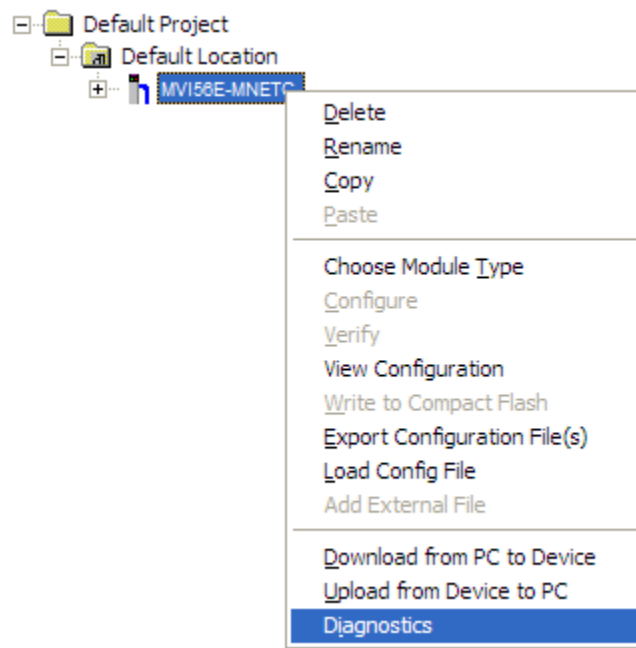 Default Project
Default Location
MVI56E-MNETC
Delete
Rename
Copy
Paste
Choose Module Type
Configure
Verify
View Configuration
Write to Compact Flash
Export Configuration File(s)
Load Config File
Add External File
Download from PC to Device
Upload from Device to PC
Diagnostics